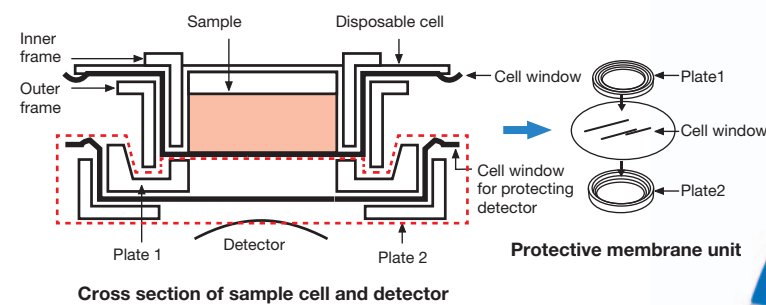 Sample
Disposable cell
Inner
frame
Outer
frame
Cell window
Cell window
for protecting
detector
Plate 1
Detector
Plate 2
Cross section of sample cell and detector
Plate1
Cell window
Plate2
Protective membrane unit